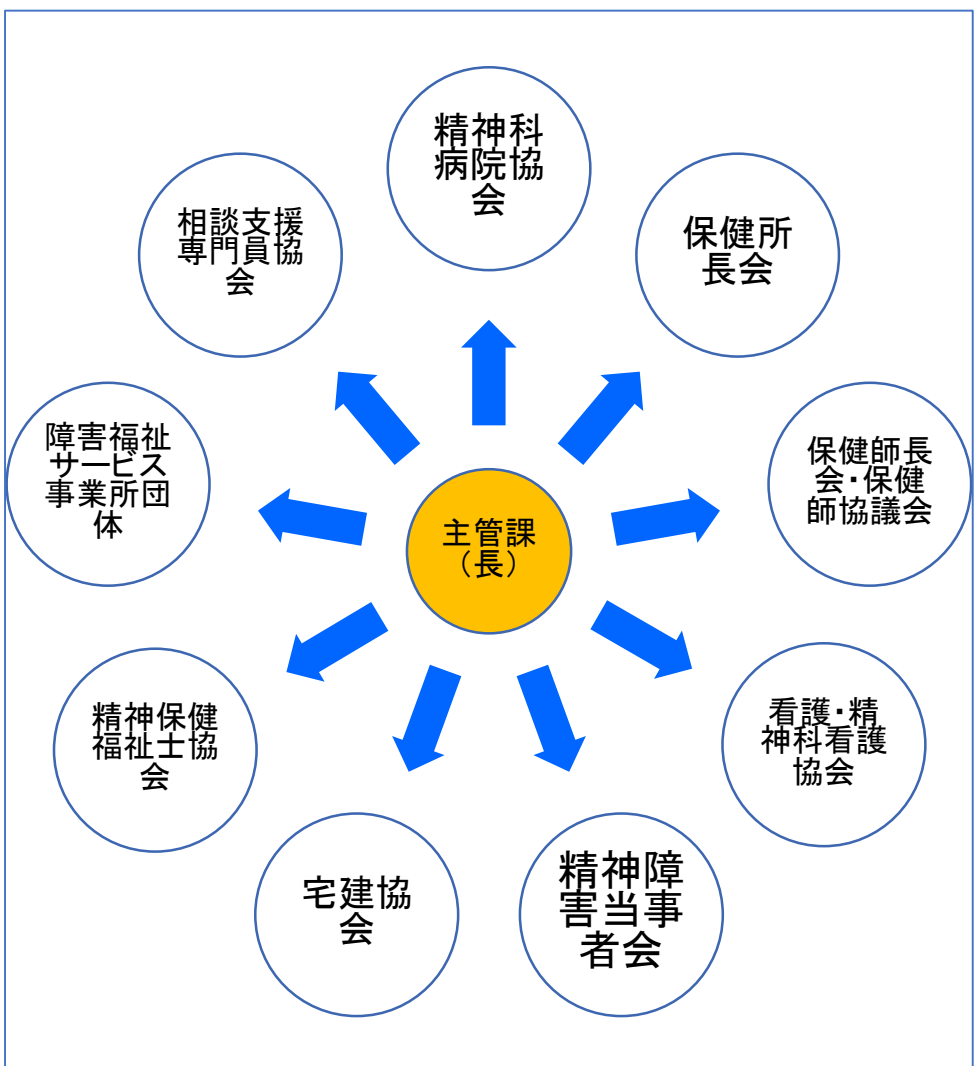 精神科
病院協
会
相談支援
専門員協
会
保健所
長会
障害福祉
サービス
事業所団
体
保健師長
会・保健
師協議会
主管課
（長）
精神保健
福祉士協
会
看護・精
神科看護
協会
宅建協
会
精神障
害当事
者会